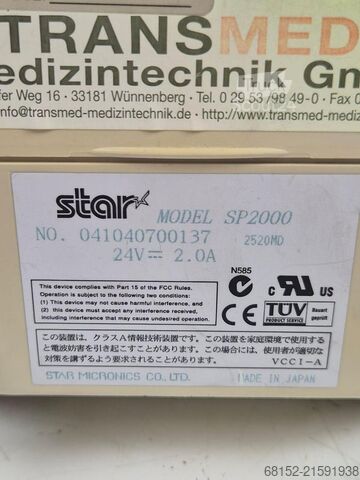 TRANSMED
medizintechnik Gm
fer Weg 16 · 33181 Wünnenberg · Tel. 0 29 53/98 49-0 · Fax
@transmed-medizintechnik.de · www.transmed-me
star
MODEL SP2000
NO. 041040700137 2520MD
24V 2.0A
N585
This device complies with Part 15 of the FCC Rules.
Operation is subject to the following two conditions:
(1) This device may not cause harmful interference, and
(2) this device must accept any interference received,
including interference that may cause undesired operation.
C UR US
CE TÜV
Bauart geprüft
この装置は、クラスA情報技術装置です。この装置を家庭環境で使用する
と電波妨害を引き起こすことがあります。この場合には、使用者が適切な
対策を講ずるよう要求されることがあります。 VCCI-A
STAR MICRONICS CO., LTD. MADE IN JAPAN
68152-21591938